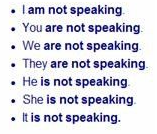 • I am not speaking.
• You are not speaking.
• We are not speaking.
• They are not speaking.
• He is not speaking.
• She is not speaking.
• It is not speaking.